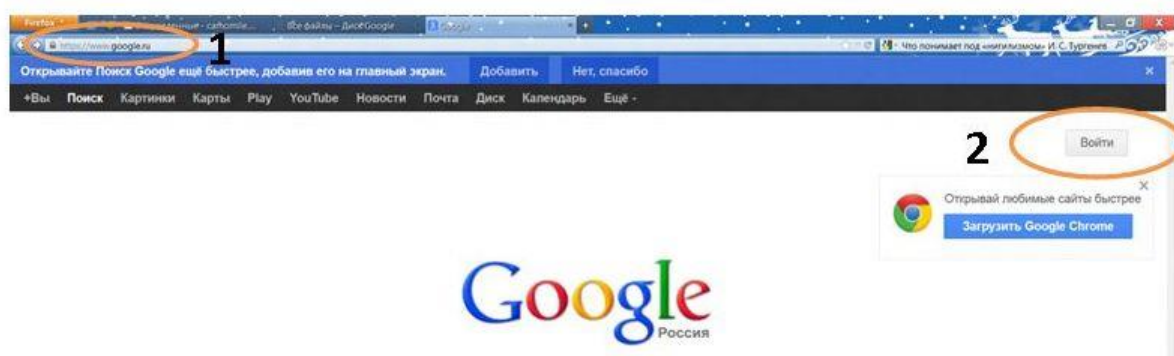 Firefox
Все файлы – Диск Google
Google
https://www.google.ru
1
Что понимает под «нигилизмом» И. С. Тургенев
Открывайте Поиск Google ещё быстрее, добавив его на главный экран. Добавить Нет, спасибо
+Вы Поиск Картинки Карты Play YouTube Новости Почта Диск Календарь Ещё
2
Войти
Открывай любимые сайты быстрее
Загрузить Google Chrome
Google
Россия